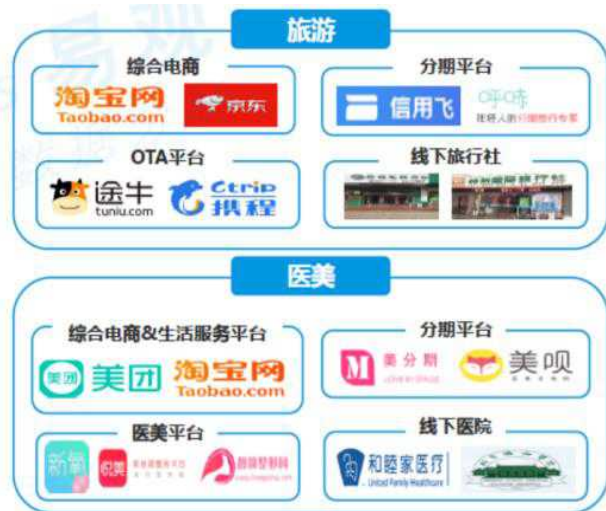 旅游
综合电商
淘宝网
Taobao.com
京东
分期平台
信用飞
OTA平台
途牛
tuniu.com
Ctrip
携程
线下旅行社
医美
综合电商&生活服务平台
美团
美团
淘宝网
Taobao.com
分期平台
M
美分期
美呗
医美平台
新氧
悦美
线下医院
和睦家医疗
United Family Healthcare